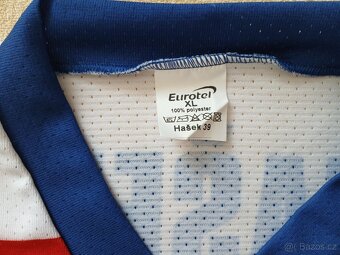 Eurotel
XL
100% polyester
Hašek 39
Bazos.cz